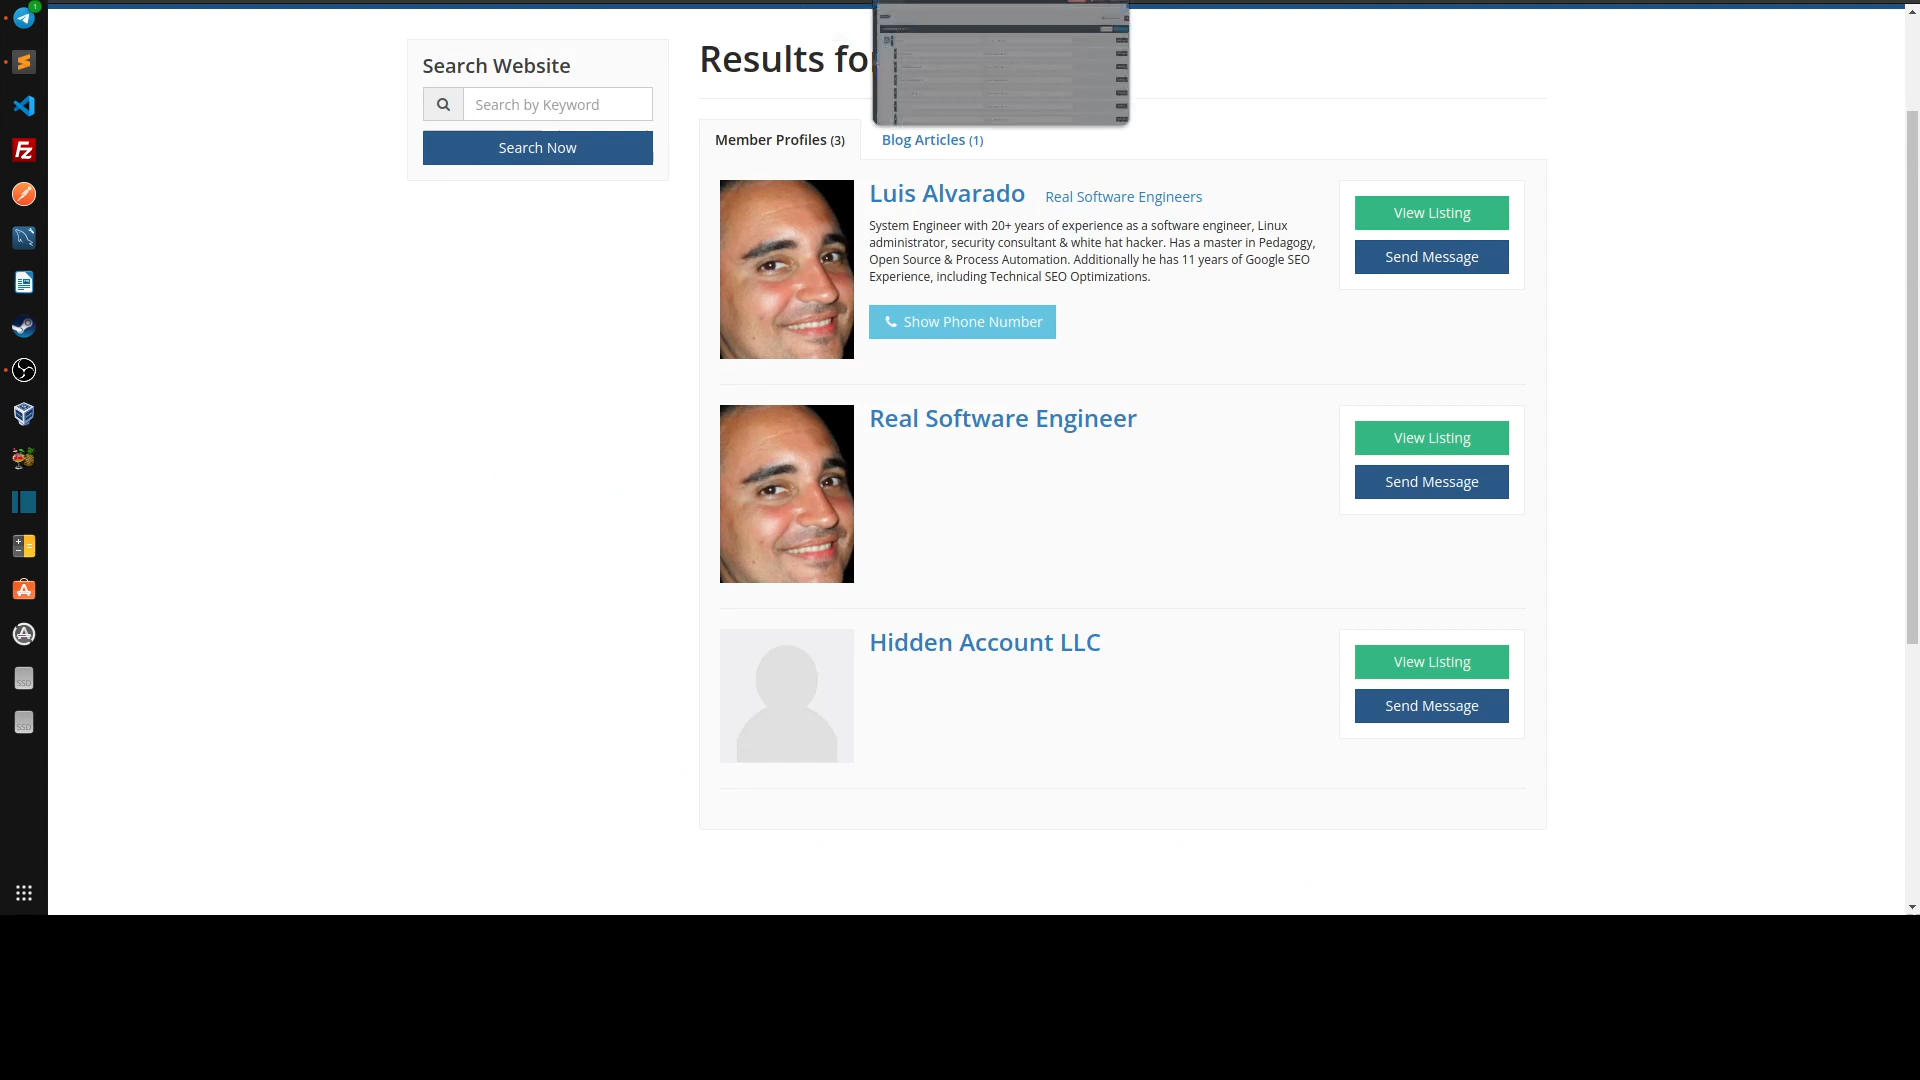 1
Search Website
Results fo
Search by Keyword
Search Now
Member Profiles (3)
Blog Articles (1)
Luis Alvarado
Real Software Engineers
System Engineer with 20+ years of experience as a software engineer, Linux
administrator, security consultant & white hat hacker. Has a master in Pedagogy,
Open Source & Process Automation. Additionally he has 11 years of Google SEO
Experience, including Technical SEO Optimizations.
Show Phone Number
View Listing
Send Message
Real Software Engineer
View Listing
Send Message
Hidden Account LLC
View Listing
Send Message
SSD
SSD